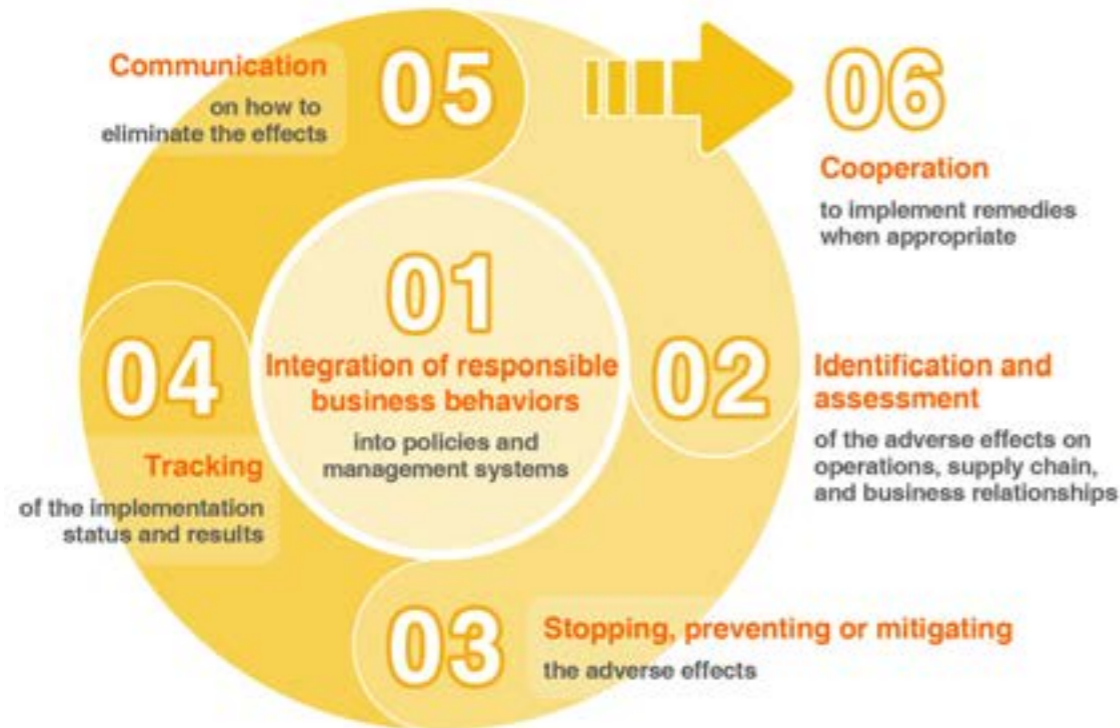 01
Integration of responsible
business behaviors
into policies and
management systems
02
Identification and
assessment
of the adverse effects on
operations, supply chain,
and business relationships
03
Stopping, preventing or mitigating
the adverse effects
04
Tracking
of the implementation
status and results
05
Communication
on how to
eliminate the effects
06
Cooperation
to implement remedies
when appropriate